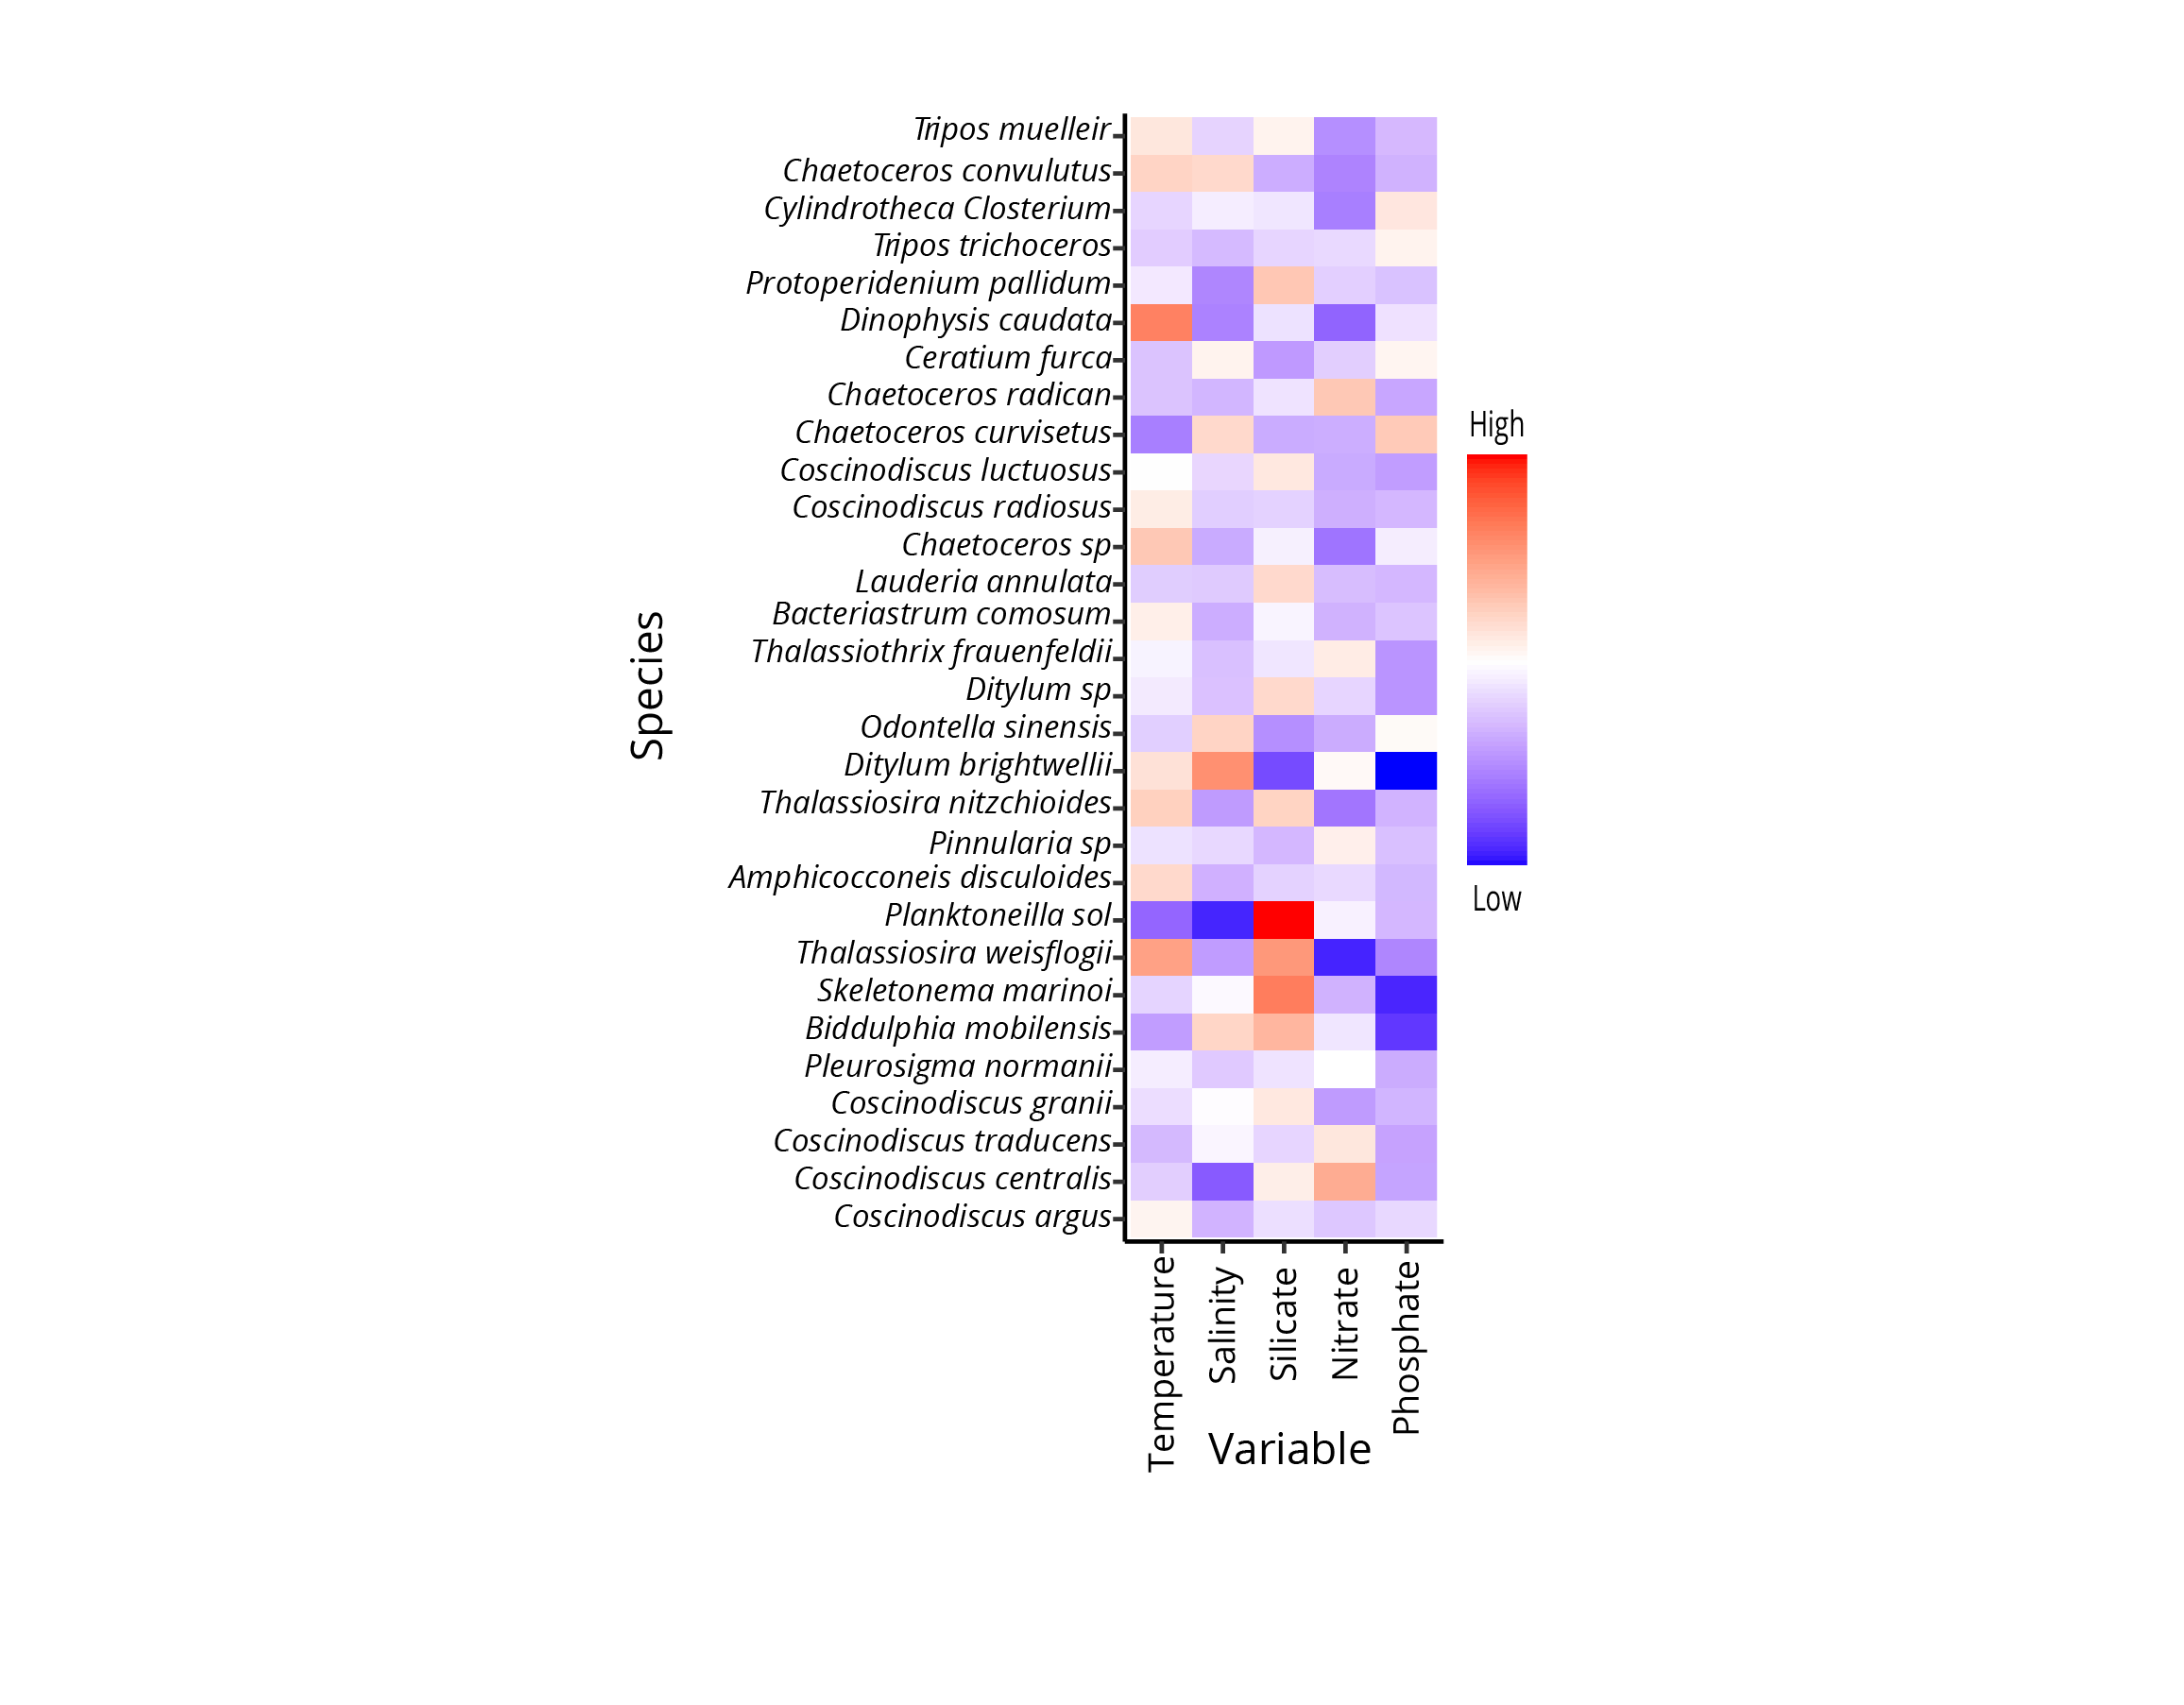 Tripos muelleir
Chaetoceros convulutus
Cylindrotheca Closterium
Tripos trichoceros
Protoperidenium pallidum
Dinophysis caudata
Ceratium furca
Chaetoceros radican
Chaetoceros curvisetus
Coscinodiscus luctuosus
Coscinodiscus radiosus
Chaetoceros sp
Lauderia annulata
Bacteriastrum comosum
Thalassiothrix frauenfeldii
Ditylum sp
Odontella sinensis
Ditylum brightwellii
Thalassiosira nitzchioides
Pinnularia sp
Amphicocconeis disculoides
Planktoneilla sol
Thalassiosira weisflogii
Skeletonema marinoi
Biddulphia mobilensis
Pleurosigma normanii
Coscinodiscus granii
Coscinodiscus traducens
Coscinodiscus centralis
Coscinodiscus argus
Species
High
Low
Temperature
Salinity
Silicate
Nitrate
Phosphate
Variable